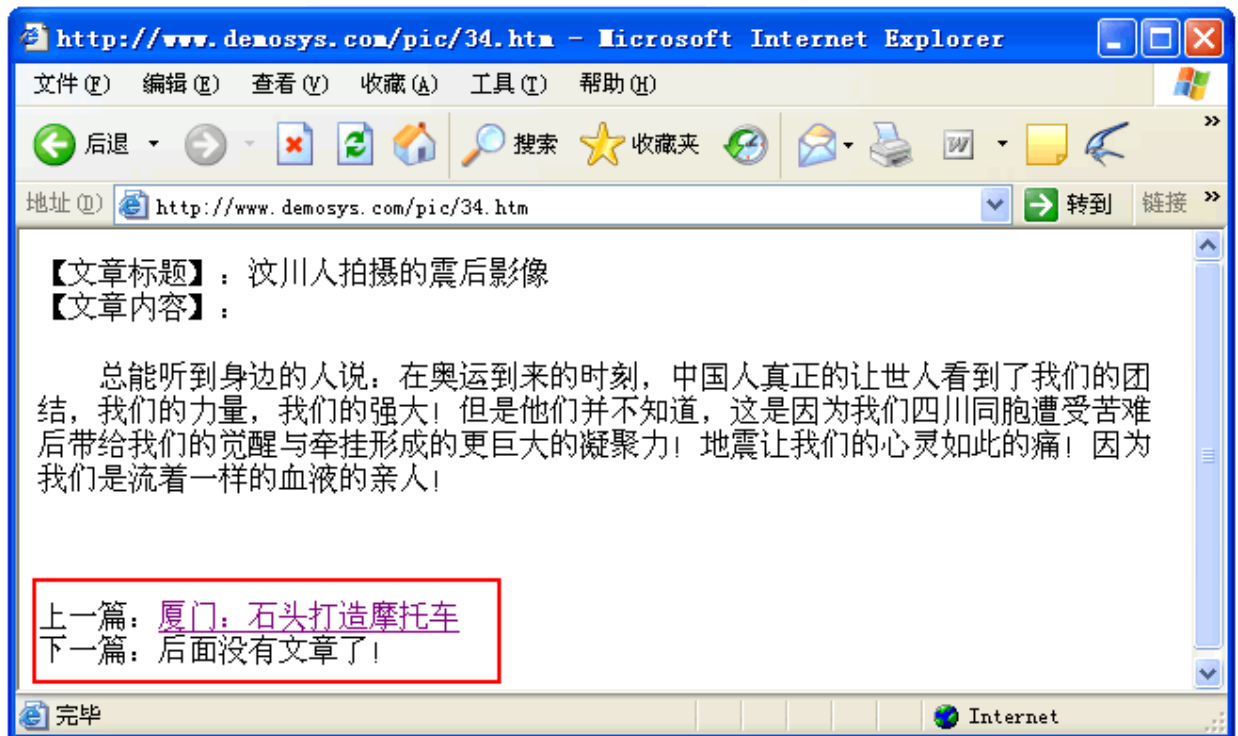 http://www.demosys.com/pic/34.htm - Microsoft Internet Explorer
文件(F) 编辑(E) 查看(V) 收藏(A) 工具(T) 帮助(H)
后退 搜索 收藏夹 W »
地址(D) http://www.demosys.com/pic/34.htm 转到 链接 »
【文章标题】：汶川人拍摄的震后影像
【文章内容】：
总能听到身边的人说：在奥运到来的时刻，中国人真正的让世人看到了我们的团
结，我们的力量，我们的强大！但是他们并不知道，这是因为我们四川同胞遭受苦难
后带给我们的觉醒与牵挂形成的更巨大的凝聚力！地震让我们的心灵如此的痛！因为
我们是流着一样的血液的亲人！
上一篇：厦门：石头打造摩托车
下一篇：后面没有文章了！
完毕 Internet